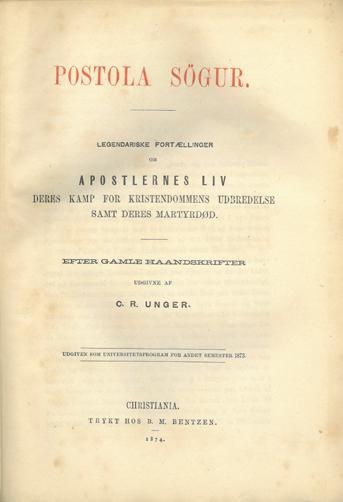 POSTOLA SÖGUR.
LEGENDARISKE FORTÆLLINGER
OM
APOSTLERNES LIV
DERES KAMP FOR KRISTENDOMMENS UDBREDELSE
SAMT DERES MARTYRDØD.
EFTER GAMLE HAANDSKRIFTER
UDGIVNE AF
C. R. UNGER.
UDGIVEN SOM UNIVERSITETSPROGRAM FOR ANDET SEMESTER 1873.
CHRISTIANIA.
TRYKT HOS B. M. BENTZEN.
1874.